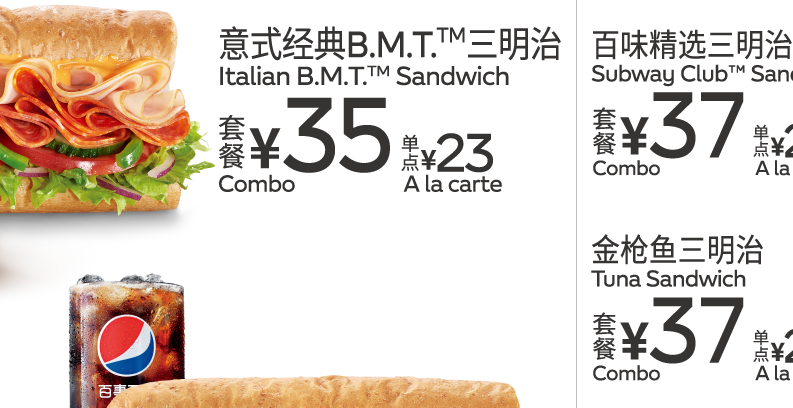 意式经典B.M.T.™三明治
Italian B.M.T.™ Sandwich
套餐 ¥35 单点 ¥23
Combo A la carte
百味精选三明治
Subway Club™
套餐 ¥37 单点
Combo A la
金枪鱼三明治
Tuna Sandwich
套餐 ¥37 单点
Combo A la
百事